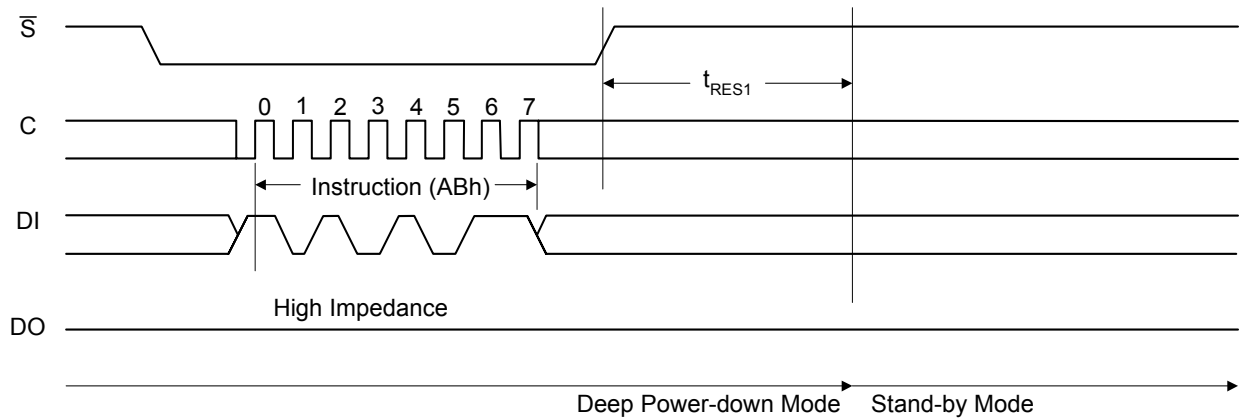 S̅
t_RES1
0 1 2 3 4 5 6 7
C
Instruction (ABh)
DI
High Impedance
DO
Deep Power-down Mode Stand-by Mode